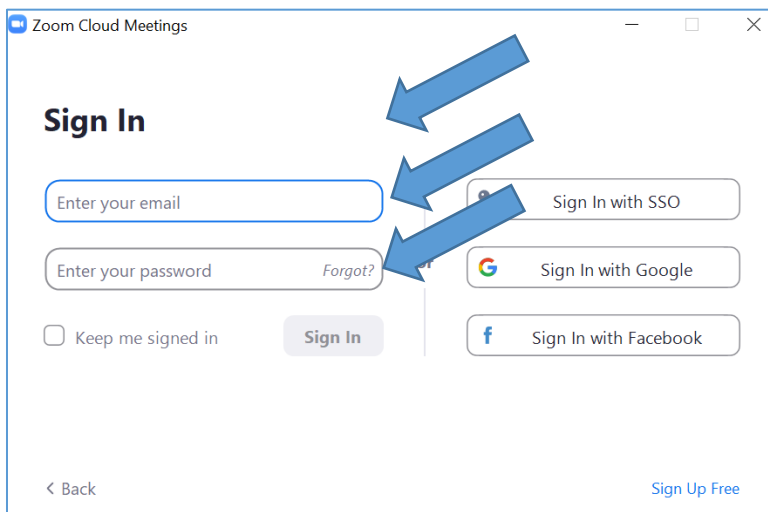 Zoom Cloud Meetings
Sign In
Enter your email
Enter your password
Forgot?
Keep me signed in
Sign In
Sign In with SSO
Sign In with Google
Sign In with Facebook
Back
Sign Up Free